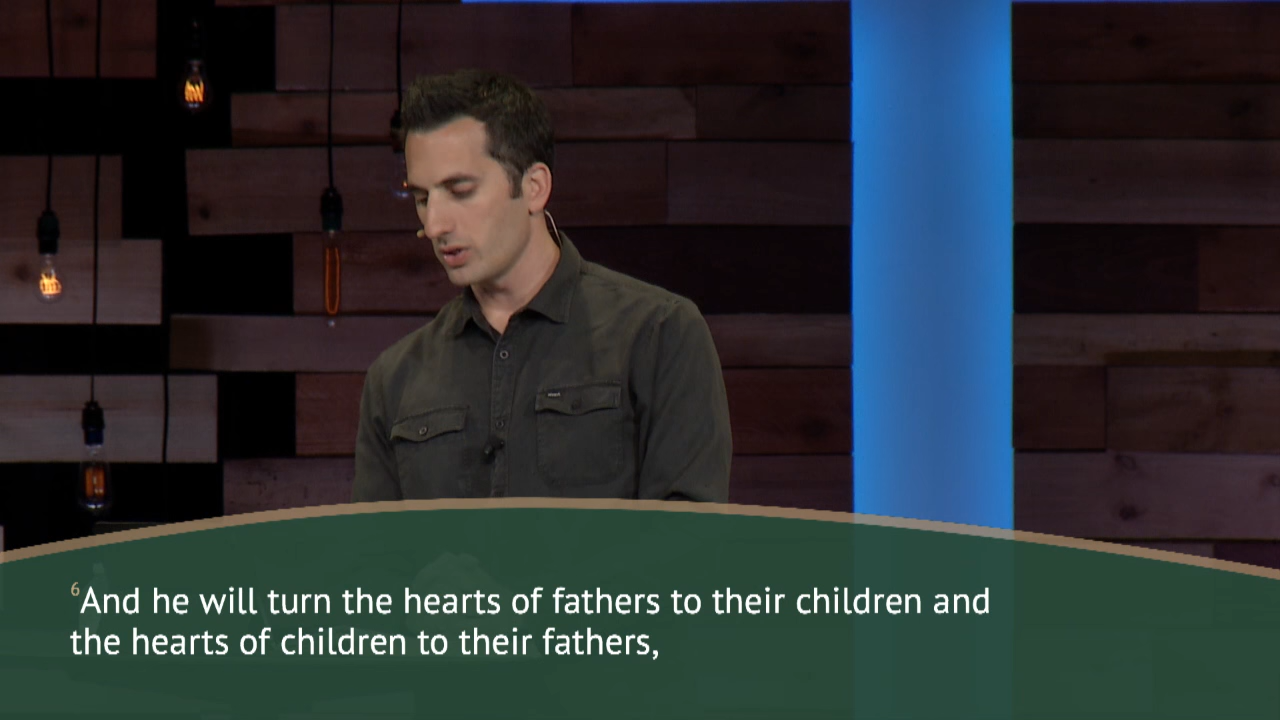 ⁶And he will turn the hearts of fathers to their children and
the hearts of children to their fathers,